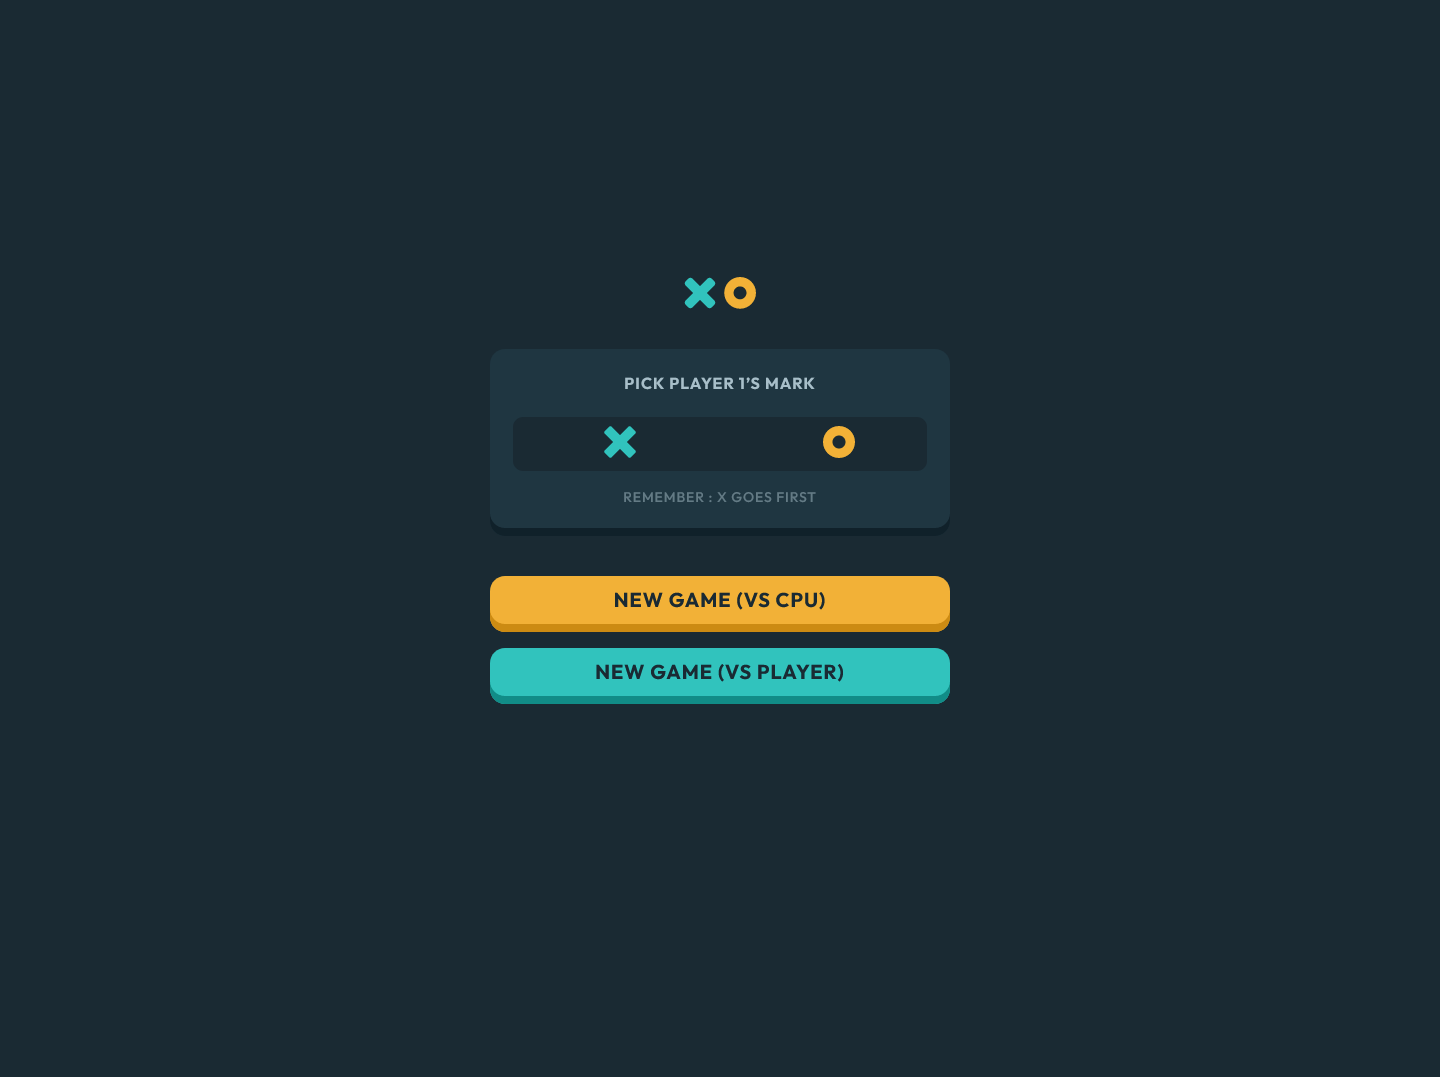 PICK PLAYER 1’S MARK
REMEMBER : X GOES FIRST
NEW GAME (VS CPU)
NEW GAME (VS PLAYER)